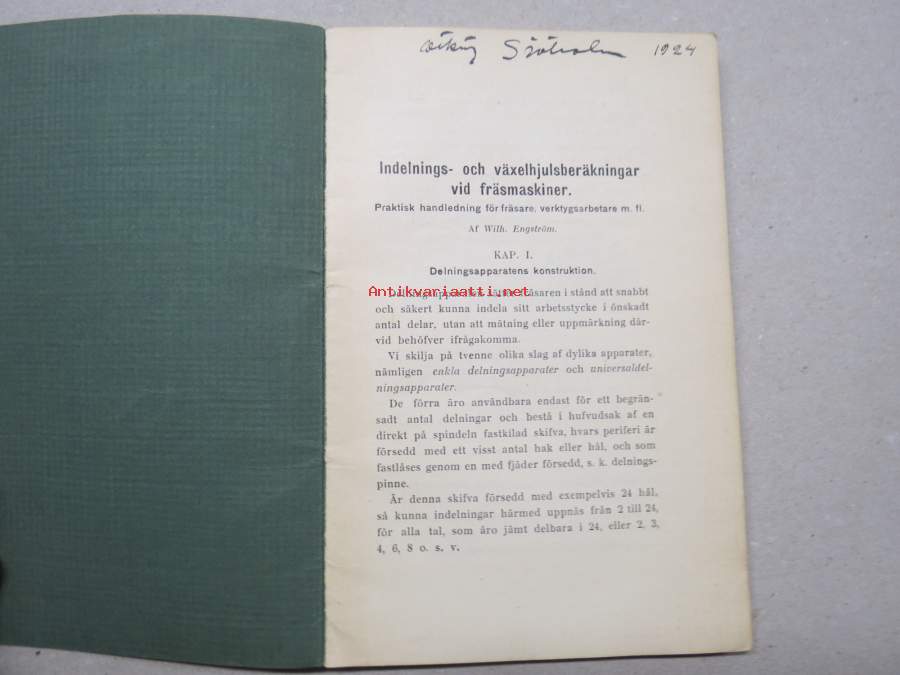 Sjöholm 1924
Indelnings- och växelhjulsberäkningar
vid fräsmaskiner.
Praktisk handledning för fräsare, verktygsarbetare m. fl.
Af Wilh. Engström.
KAP. I.
Delningsapparatens konstruktion.
Antikvariaatti.net
fräsaren i stånd att snabbt
och säkert kunna indela sitt arbetsstycke i önskadt
antal delar, utan att mätning eller uppmärkning där-
vid behöfver ifrågakomma.
Vi skilja på tvenne olika slag af dylika apparater,
nämligen enkla delningsapparater och universaldel-
ningsapparater.
De förra äro användbara endast för ett begrän-
sadt antal delningar och bestå i hufvudsak af en
direkt på spindeln fastkilad skifva, hvars periferi är
försedd med ett visst antal hak eller hål, och som
fastlåses genom en med fjäder försedd, s. k. delnings-
pinne.
Är denna skifva försedd med exempelvis 24 hål,
så kunna indelningar härmed uppnås från 2 till 24,
för alla tal, som äro jämt delbara i 24, eller 2, 3,
4, 6, 8 o. s. v.